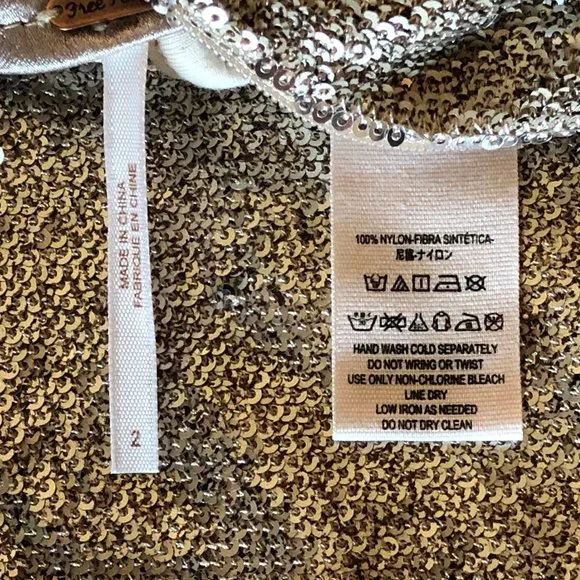 Free
MADE IN CHINA
FABRIQUE EN CHINE
2
100% NYLON-FIBRA SINTÉTICA-
尼龍-ナイロン
HAND WASH COLD SEPARATELY
DO NOT WRING OR TWIST
USE ONLY NON-CHLORINE BLEACH
LINE DRY
LOW IRON AS NEEDED
DO NOT DRY CLEAN